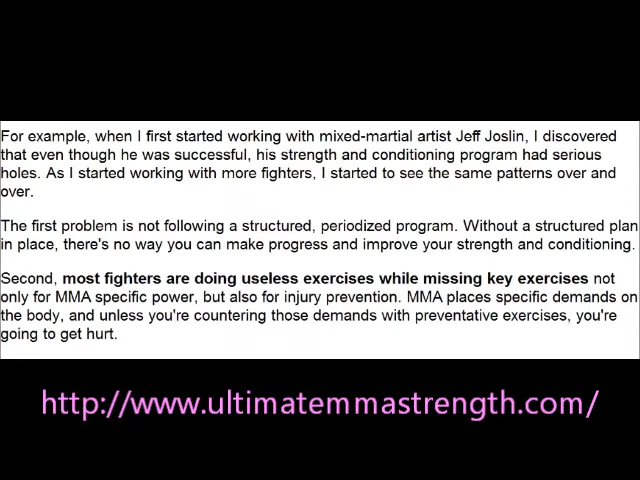 For example, when I first started working with mixed-martial artist Jeff Joslin, I discovered
that even though he was successful, his strength and conditioning program had serious
holes. As I started working with more fighters, I started to see the same patterns over and
over.
The first problem is not following a structured, periodized program. Without a structured plan
in place, there's no way you can make progress and improve your strength and conditioning.
Second, most fighters are doing useless exercises while missing key exercises not
only for MMA specific power, but also for injury prevention. MMA places specific demands on
the body, and unless you're countering those demands with preventative exercises, you're
going to get hurt.
http://www.ultimatemmastrength.com/